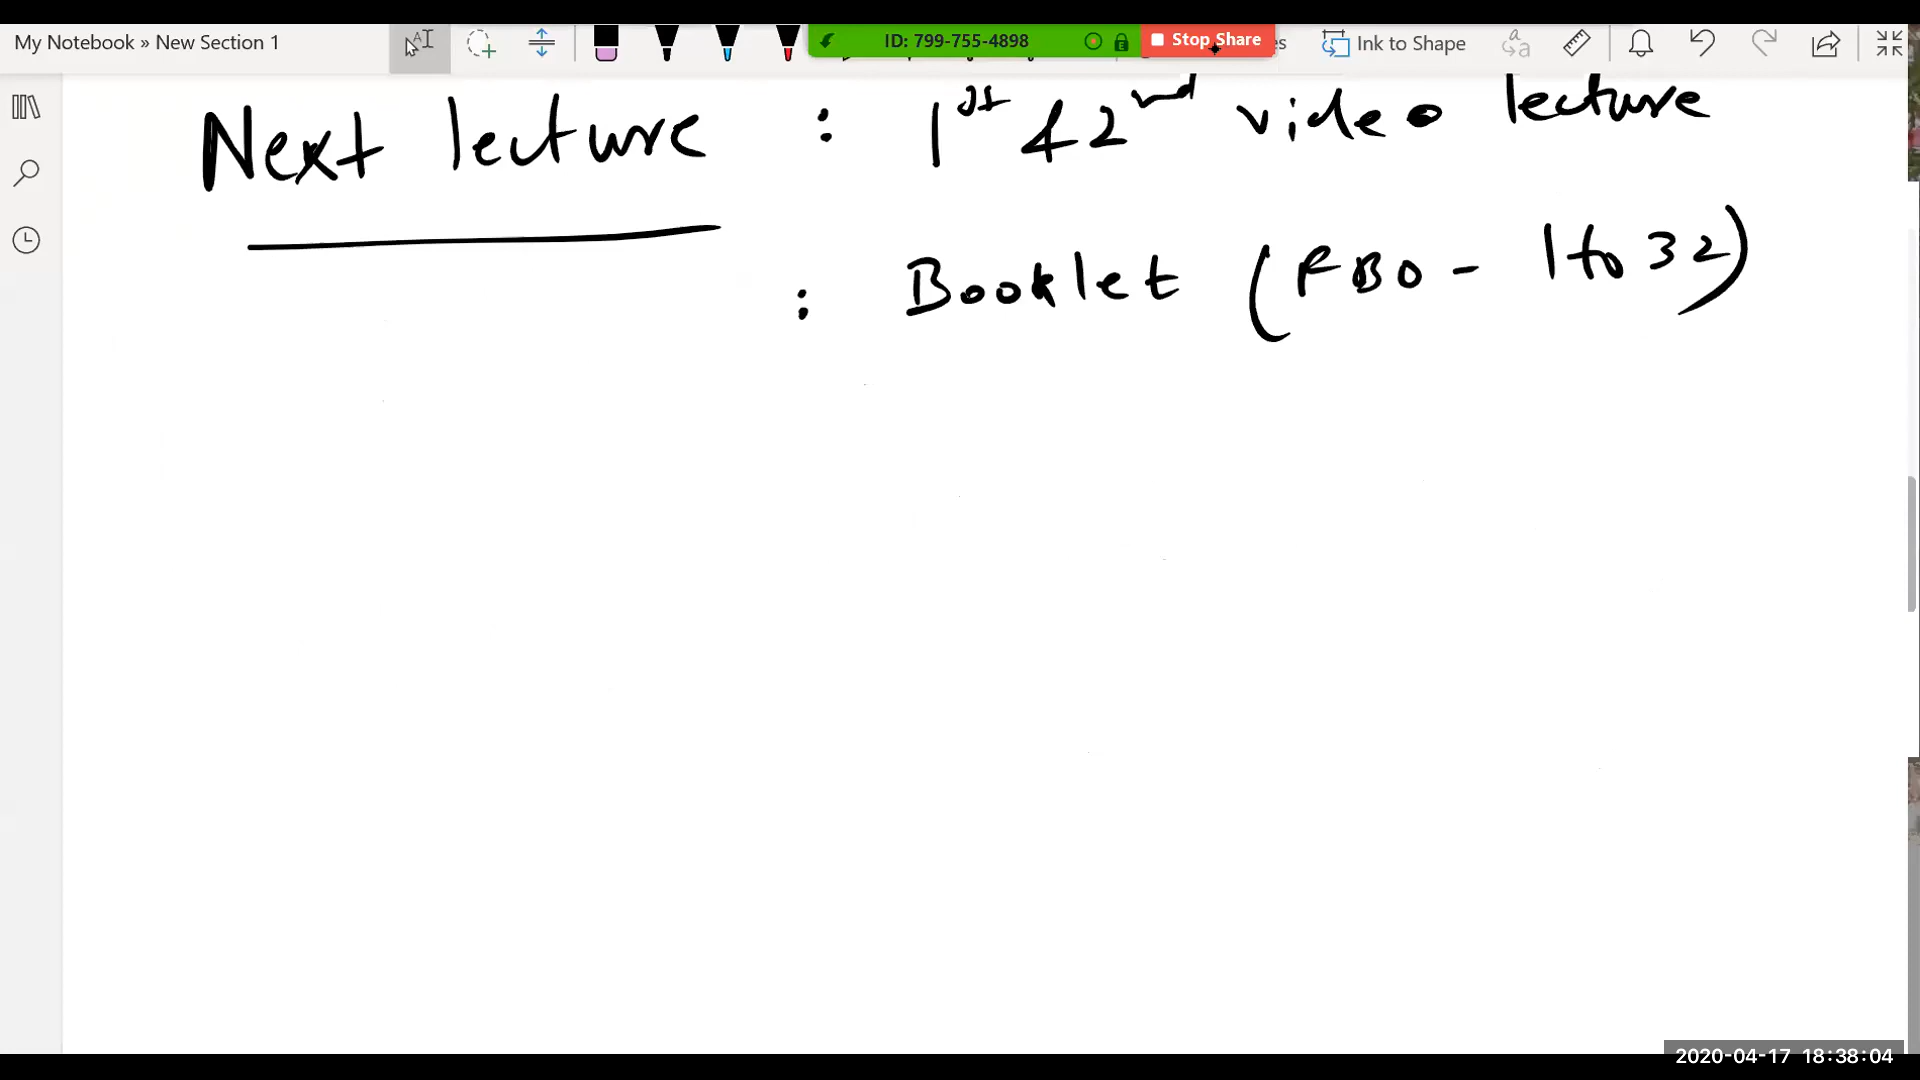 My Notebook » New Section 1
ID: 799-755-4898
Stop Share
es
Ink to Shape
Next lecture : 1st & 2nd video lecture
: Booklet (FBO - 1 to 32)
2020-04-17 18:38:04